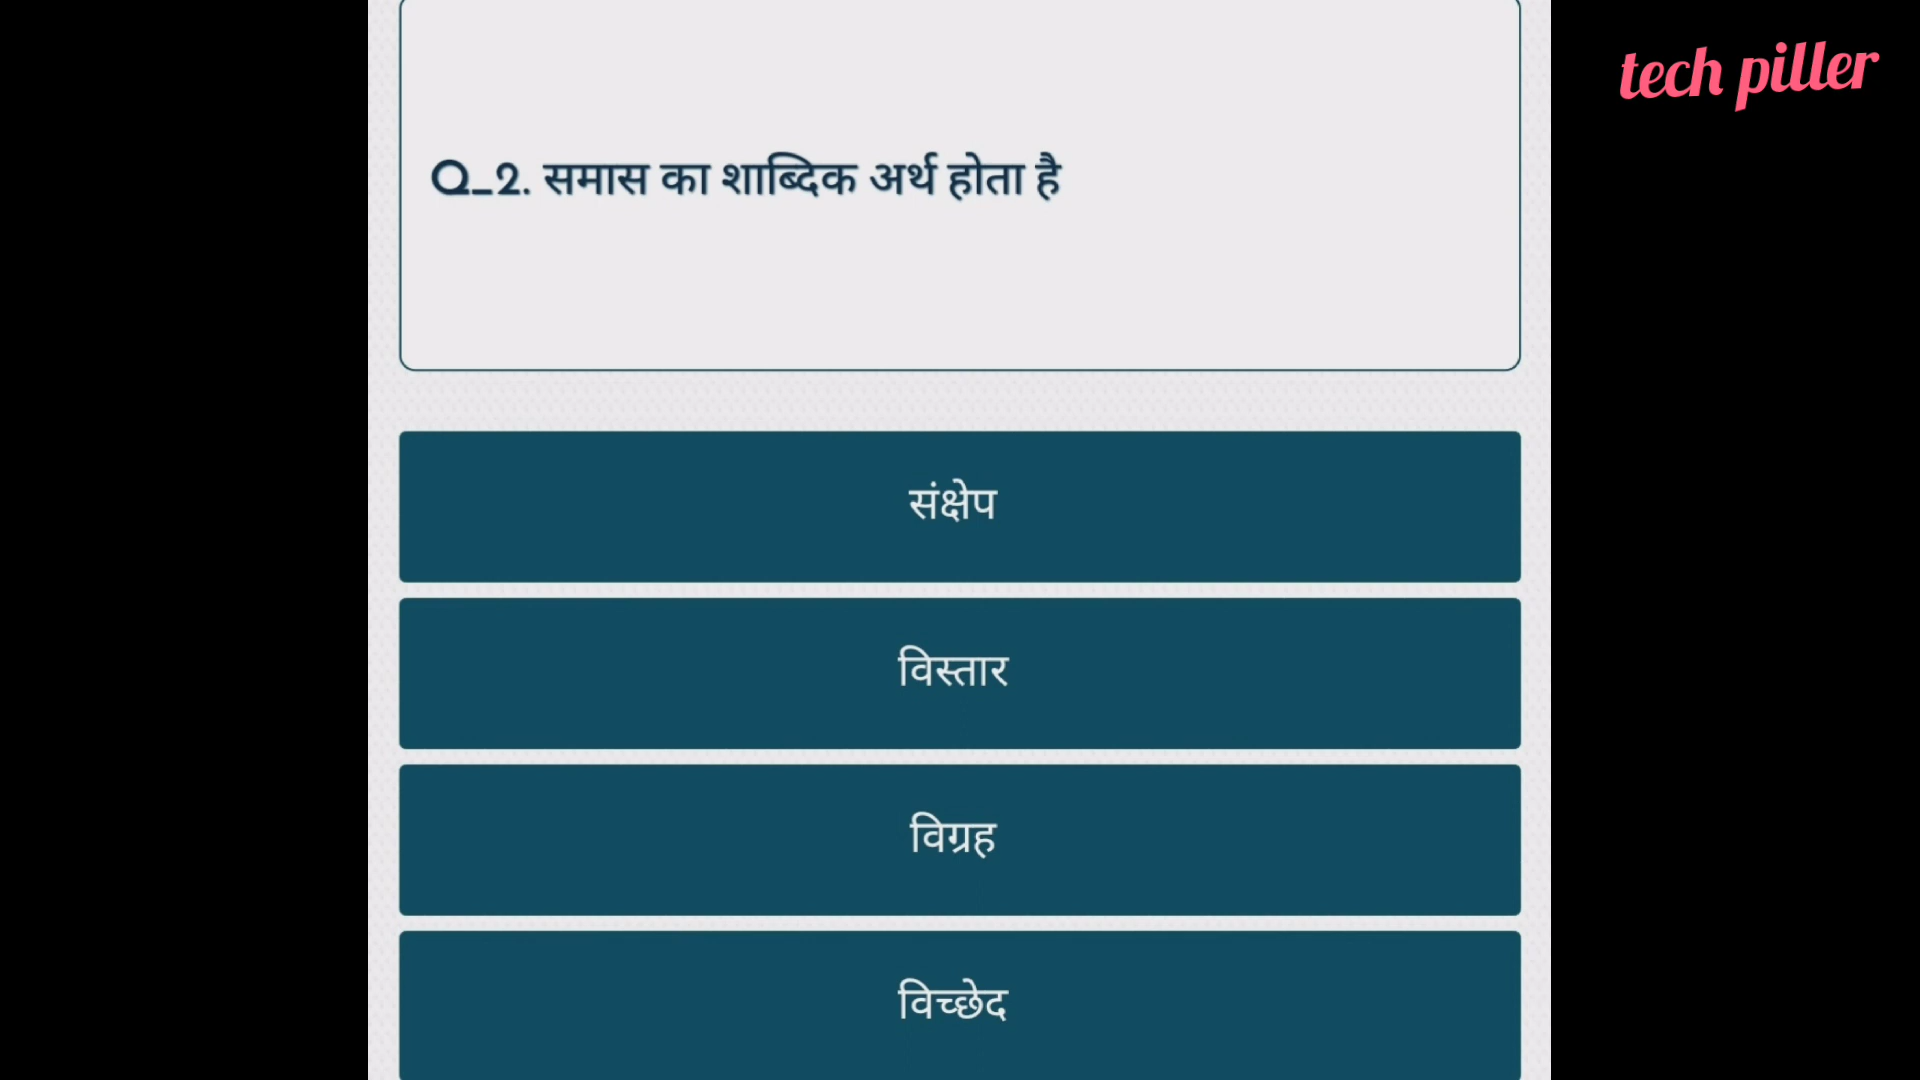 tech piller
Q_2. समास का शाब्दिक अर्थ होता है
संक्षेप
विस्तार
विग्रह
विच्छेद